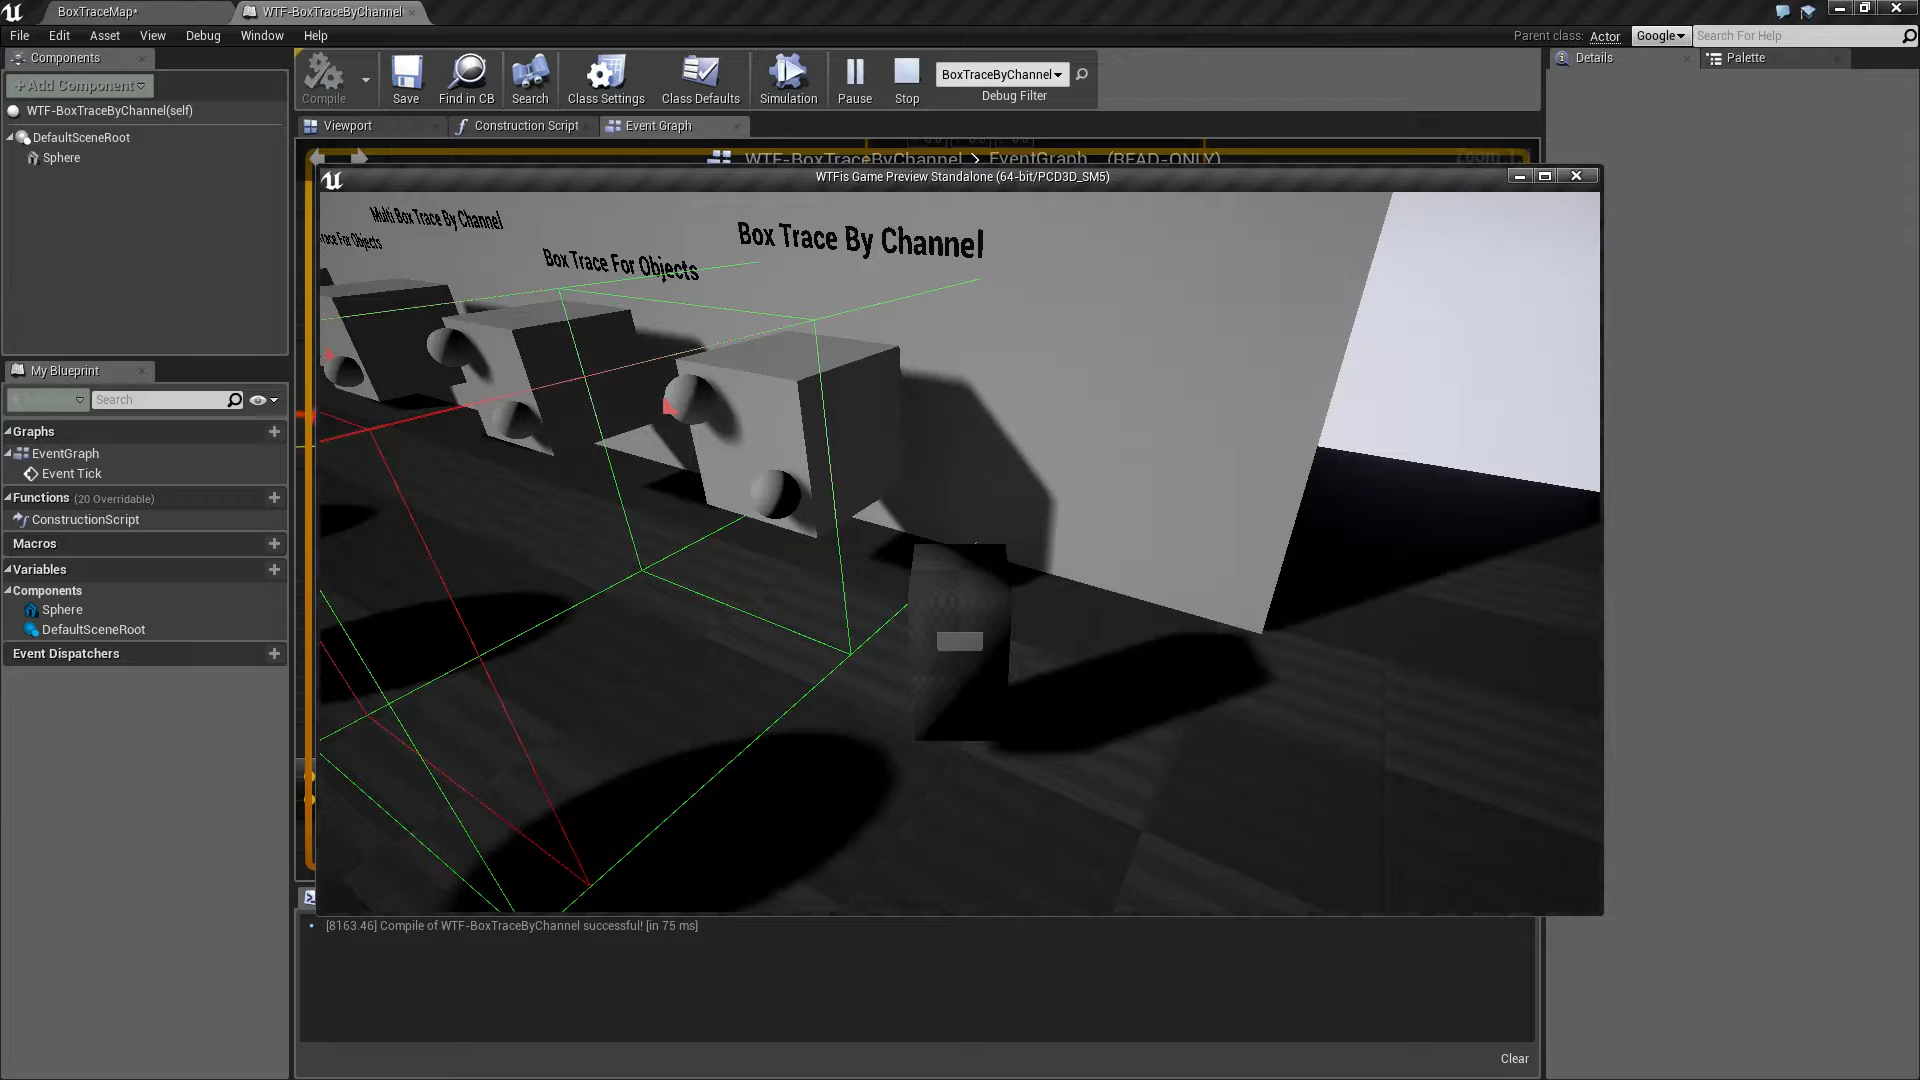 BoxTraceMap*
WTF-BoxTraceByChannel
File Edit Asset View Debug Window Help
Parent class: Actor
Google
Search For Help
Components
+Add Component
WTF-BoxTraceByChannel(self)
DefaultSceneRoot
Sphere
Compile
Save
Find in CB
Search
Class Settings
Class Defaults
Simulation
Pause
Stop
BoxTraceByChannel
Debug Filter
Details
Palette
Viewport
Construction Script
Event Graph
WTF-BoxTraceByChannel > EventGraph (READ-ONLY)
WTFis Game Preview Standalone (64-bit/PCD3D_SM5)
Multi Box Trace By Channel
For Objects
Box Trace For Objects
Box Trace By Channel
My Blueprint
Search
Graphs
EventGraph
Event Tick
Functions (20 Overridable)
ConstructionScript
Macros
Variables
Components
Sphere
DefaultSceneRoot
Event Dispatchers
[8163.46] Compile of WTF-BoxTraceByChannel successful! [in 75 ms]
Clear